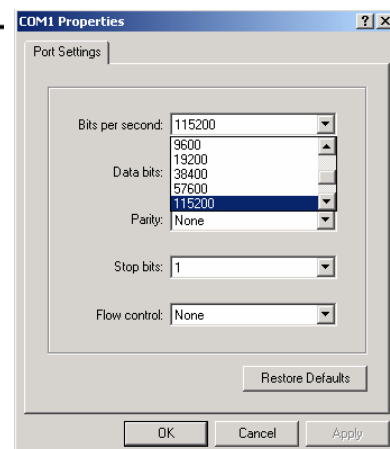 COM1 Properties
Port Settings
Bits per second: 115200
9600
19200
Data bits:
38400
57600
115200
Parity: None
Stop bits: 1
Flow control: None
Restore Defaults
OK Cancel Apply